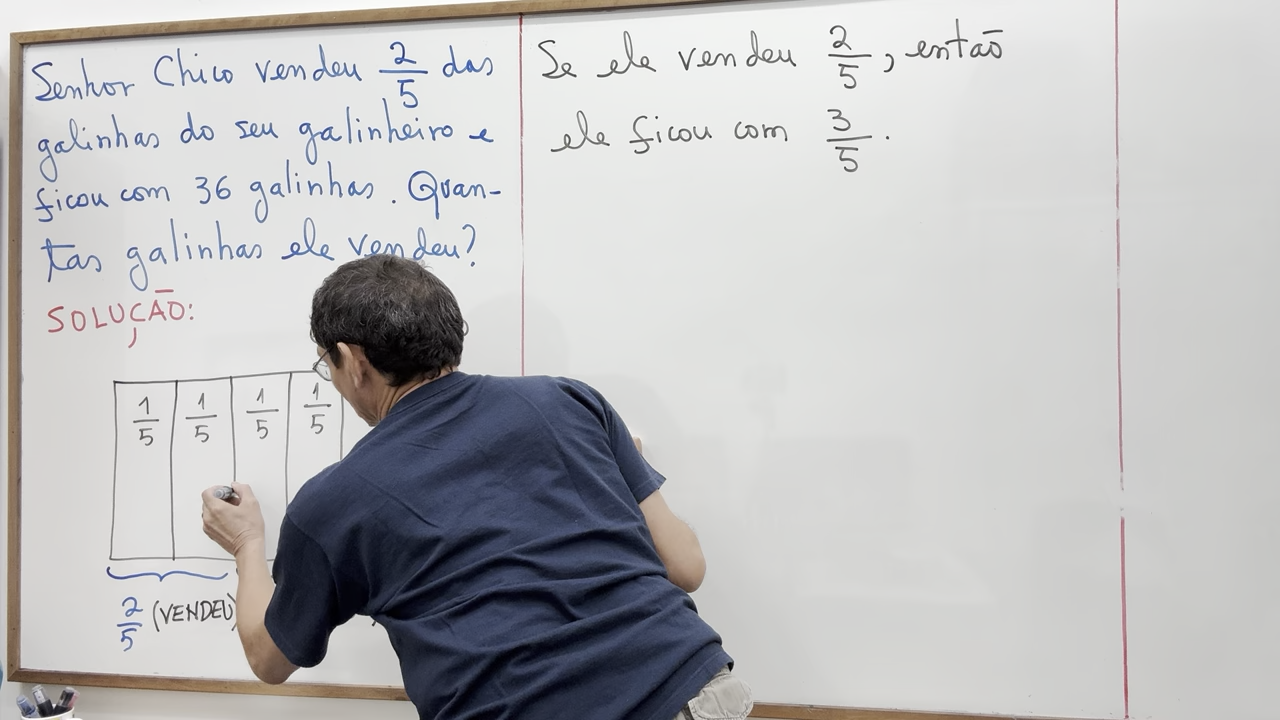 Senhor Chico vendeu 2/5 das
galinhas do seu galinheiro e
ficou com 36 galinhas. Quan-
tas galinhas ele vendeu?
SOLUÇÃO:
1/5 1/5 1/5 1/5
2/5 (VENDEU)
Se ele vendeu 2/5, então
ele ficou com 3/5.